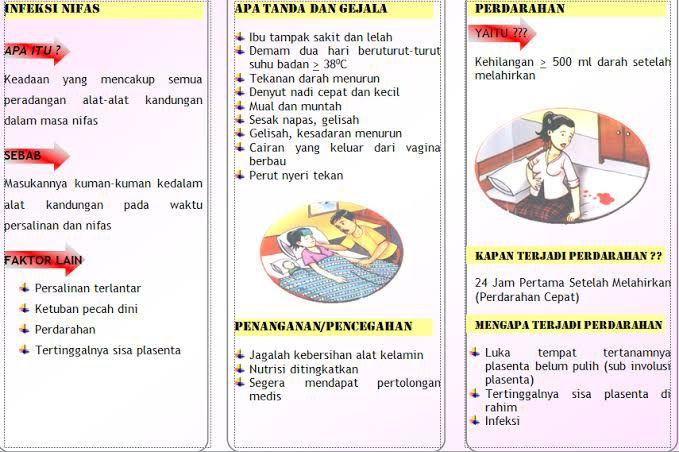 INFEKSI NIFAS
APA ITU ?
Keadaan yang mencakup semua
peradangan alat-alat kandungan
dalam masa nifas
SEBAB
Masukannya kuman-kuman kedalam
alat kandungan pada waktu
persalinan dan nifas
FAKTOR LAIN
Persalinan terlantar
Ketuban pecah dini
Perdarahan
Tertinggalnya sisa plasenta
APA TANDA DAN GEJALA
Ibu tampak sakit dan lelah
Demam dua hari beruturut-turut
suhu badan ≥ 38⁰C
Tekanan darah menurun
Denyut nadi cepat dan kecil
Mual dan muntah
Sesak napas, gelisah
Gelisah, kesadaran menurun
Cairan yang keluar dari vagina
berbau
Perut nyeri tekan
PENANGANAN/PENCEGAHAN
Jagalah kebersihan alat kelamin
Nutrisi ditingkatkan
Segera mendapat pertolongan
medis
PERDARAHAN
YAITU ???
Kehilangan ≥ 500 ml darah setelah
melahirkan
KAPAN TERJADI PERDARAHAN ??
24 Jam Pertama Setelah Melahirkan
(Perdarahan Cepat)
MENGAPA TERJADI PERDARAHAN
Luka tempat tertanamnya
plasenta belum pulih (sub involusi
plasenta)
Tertinggalnya sisa plasenta di
rahim
Infeksi